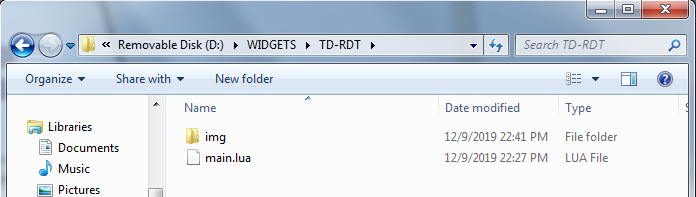 « Removable Disk (D:) ▸ WIDGETS ▸ TD-RDT ▸ Search TD-RDT
Organize ▾ Share with ▾ New folder
Name Date modified Type S
Libraries
img 12/9/2019 22:41 PM File folder
Documents
main.lua 12/9/2019 22:27 PM LUA File
Music
Pictures